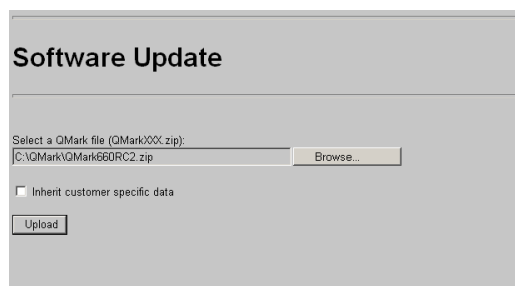 Software Update
Select a QMark file (QMarkXXX.zip):
C:\QMark\QMark660RC2.zip
Browse...
Inherit customer specific data
Upload